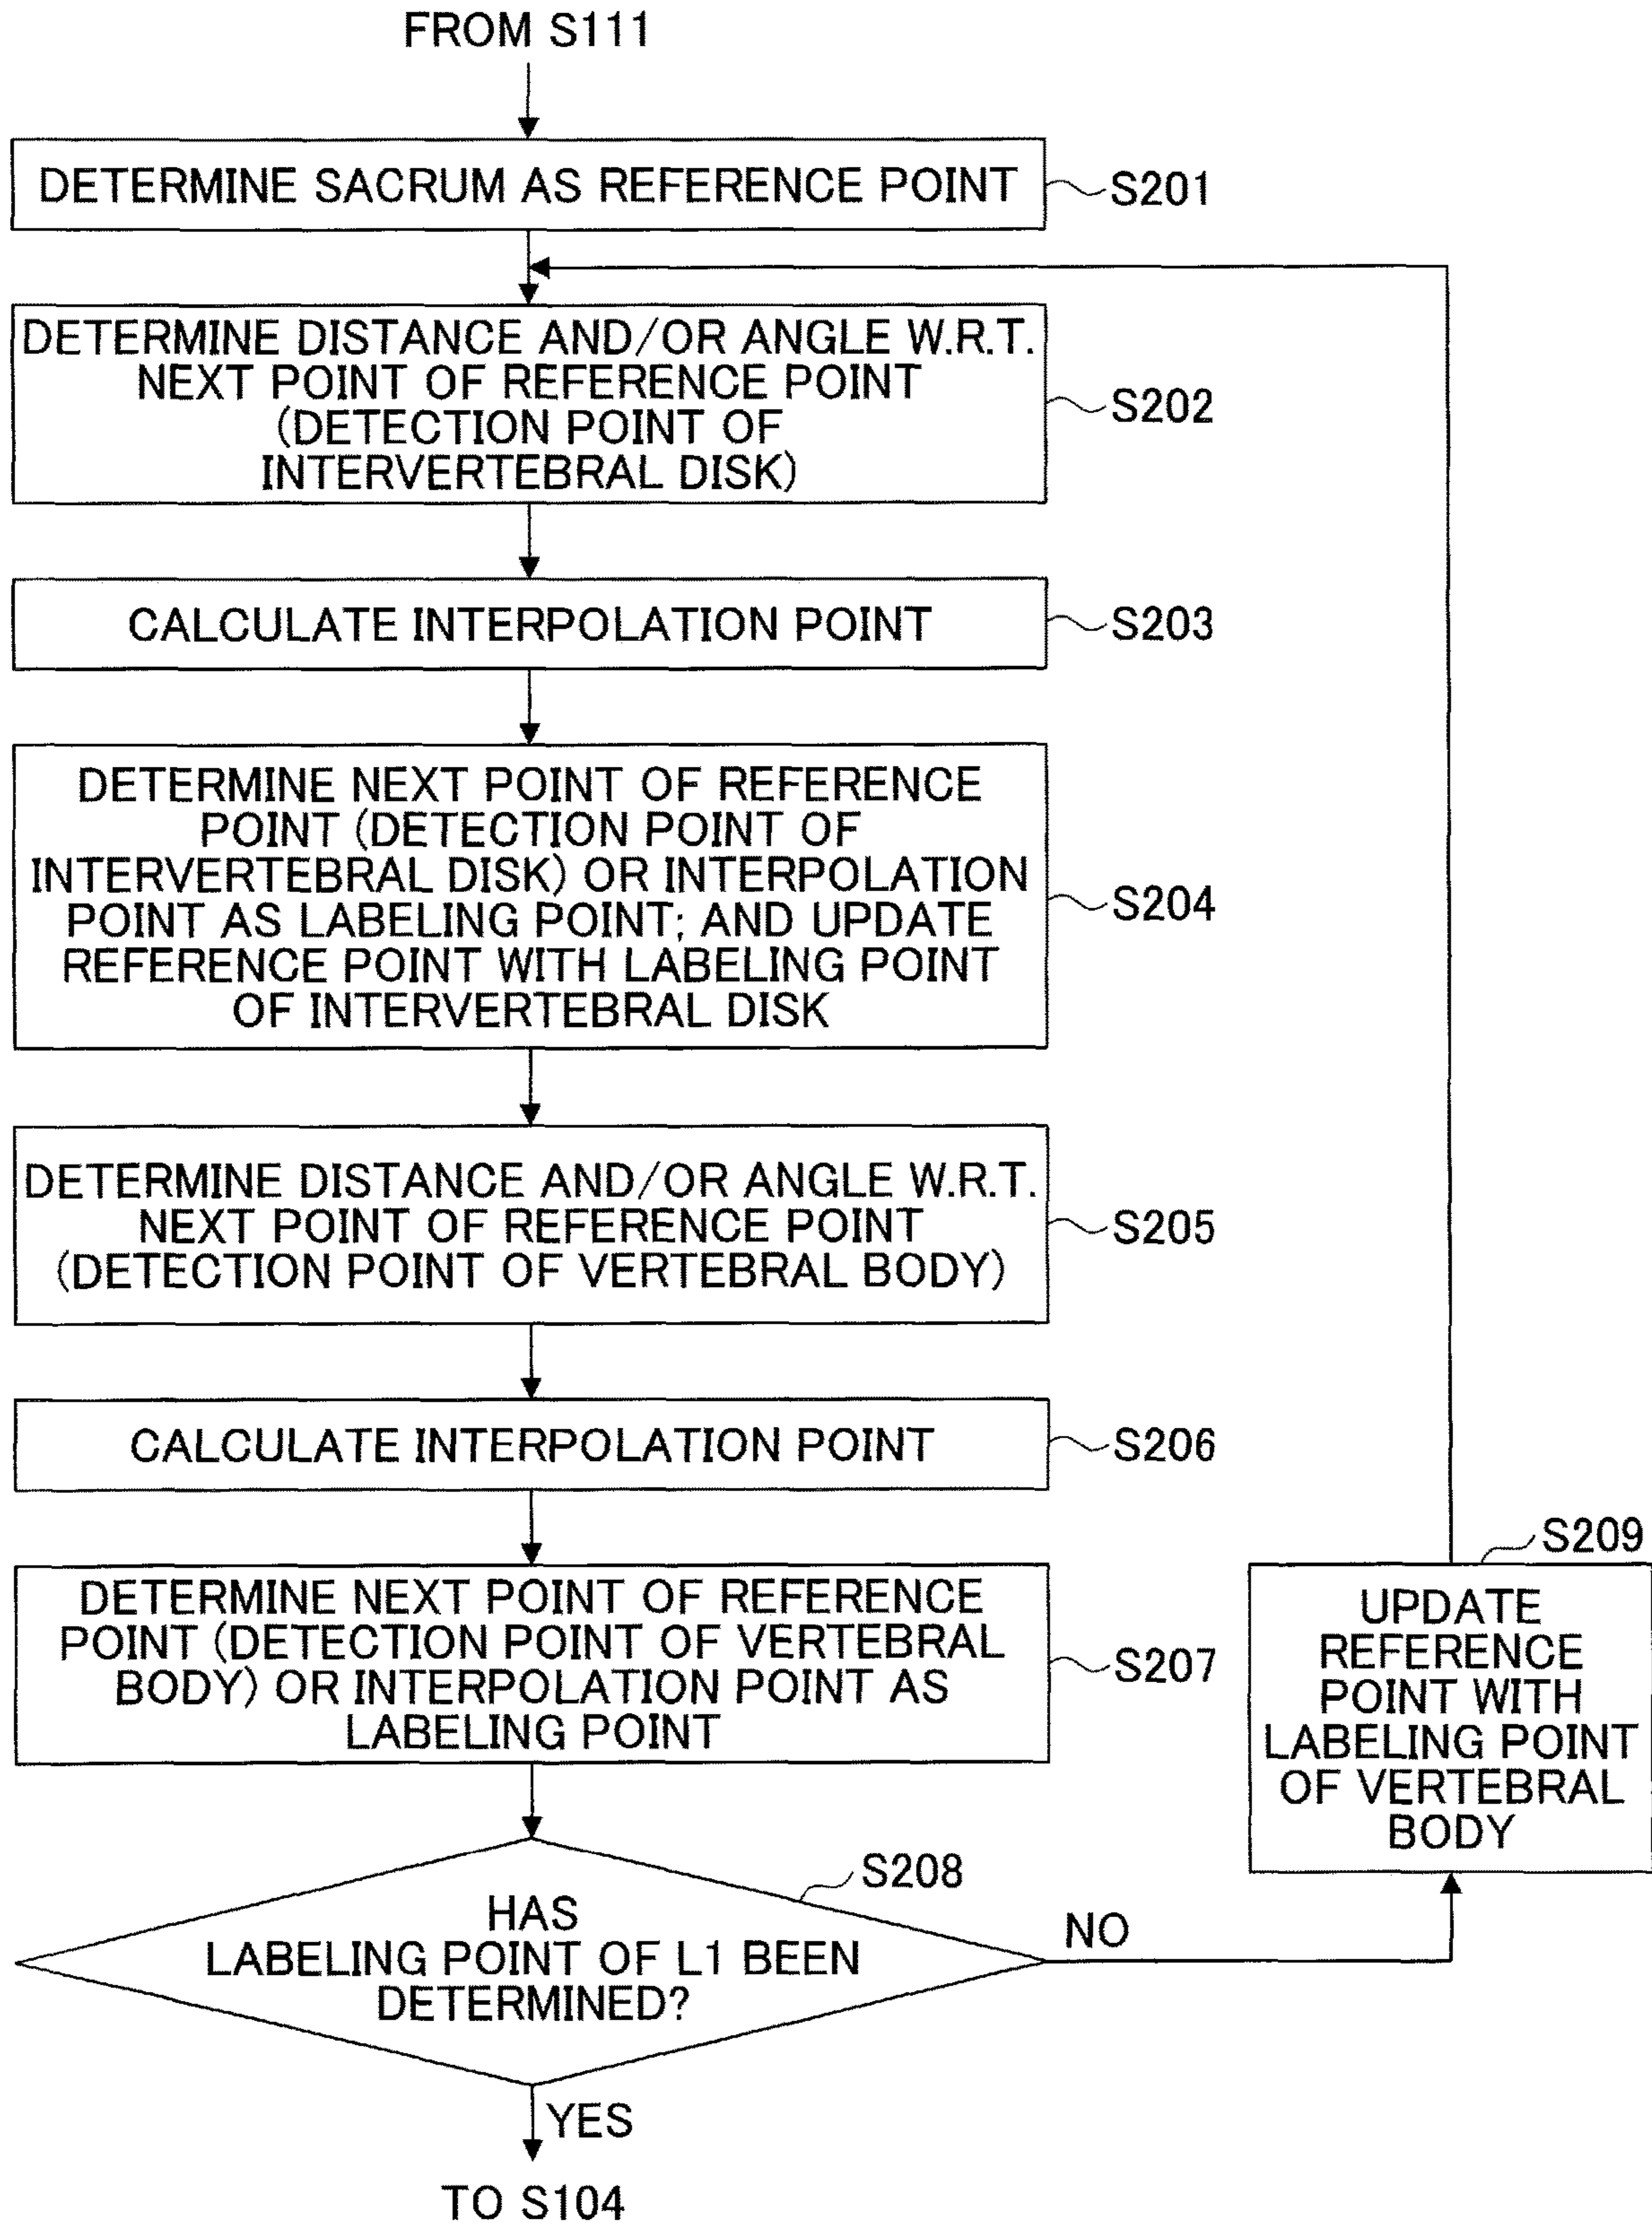 FROM S111
DETERMINE SACRUM AS REFERENCE POINT
S201
DETERMINE DISTANCE AND/OR ANGLE W.R.T.
NEXT POINT OF REFERENCE POINT
(DETECTION POINT OF
INTERVERTEBRAL DISK)
S202
CALCULATE INTERPOLATION POINT
S203
DETERMINE NEXT POINT OF REFERENCE
POINT (DETECTION POINT OF
INTERVERTEBRAL DISK) OR INTERPOLATION
POINT AS LABELING POINT; AND UPDATE
REFERENCE POINT WITH LABELING POINT
OF INTERVERTEBRAL DISK
S204
DETERMINE DISTANCE AND/OR ANGLE W.R.T.
NEXT POINT OF REFERENCE POINT
(DETECTION POINT OF VERTEBRAL BODY)
S205
CALCULATE INTERPOLATION POINT
S206
DETERMINE NEXT POINT OF REFERENCE
POINT (DETECTION POINT OF VERTEBRAL
BODY) OR INTERPOLATION POINT AS
LABELING POINT
S207
HAS
LABELING POINT OF L1 BEEN
DETERMINED?
S208
NO
S209
UPDATE
REFERENCE
POINT WITH
LABELING POINT
OF VERTEBRAL
BODY
YES
TO S104